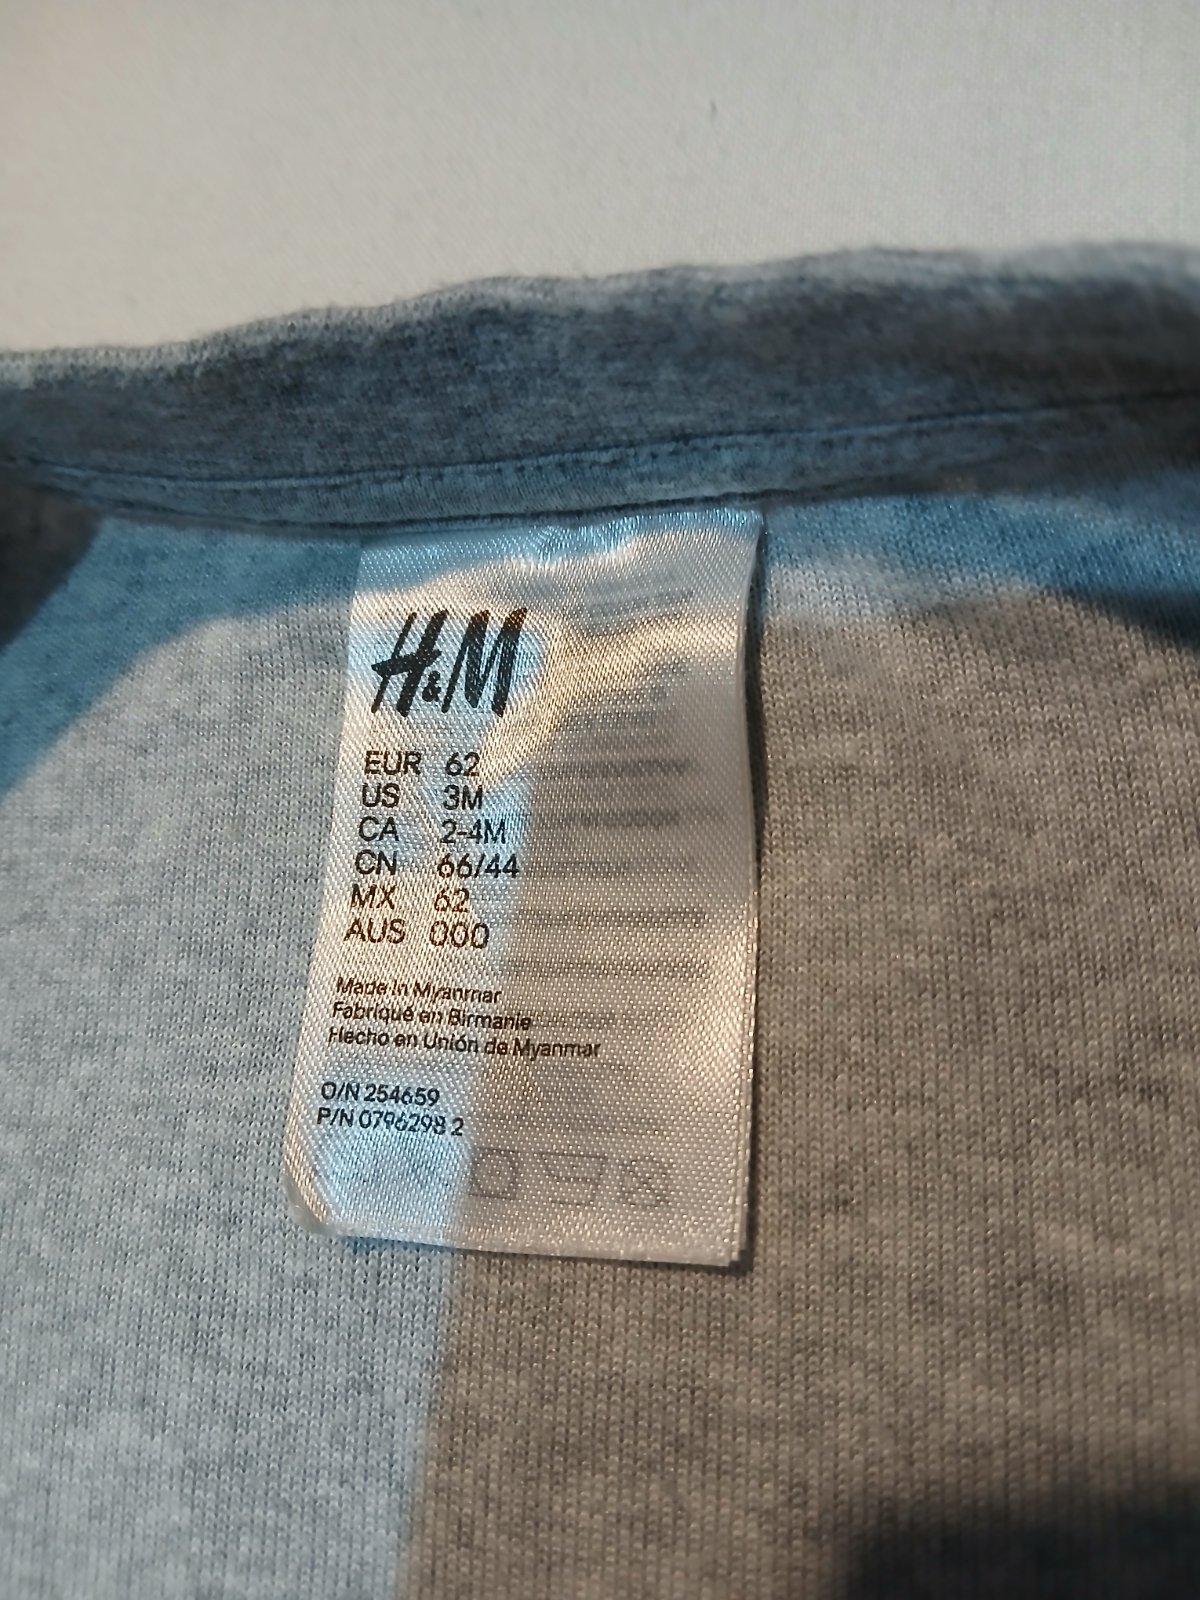 H&M
EUR 62
US 3M
CA 2-4M
CN 66/44
MX 62
AUS 000
Made in Myanmar
Fabriqué en Birmanie
Hecho en Unión de Myanmar
O/N 254659
P/N 0796298 2